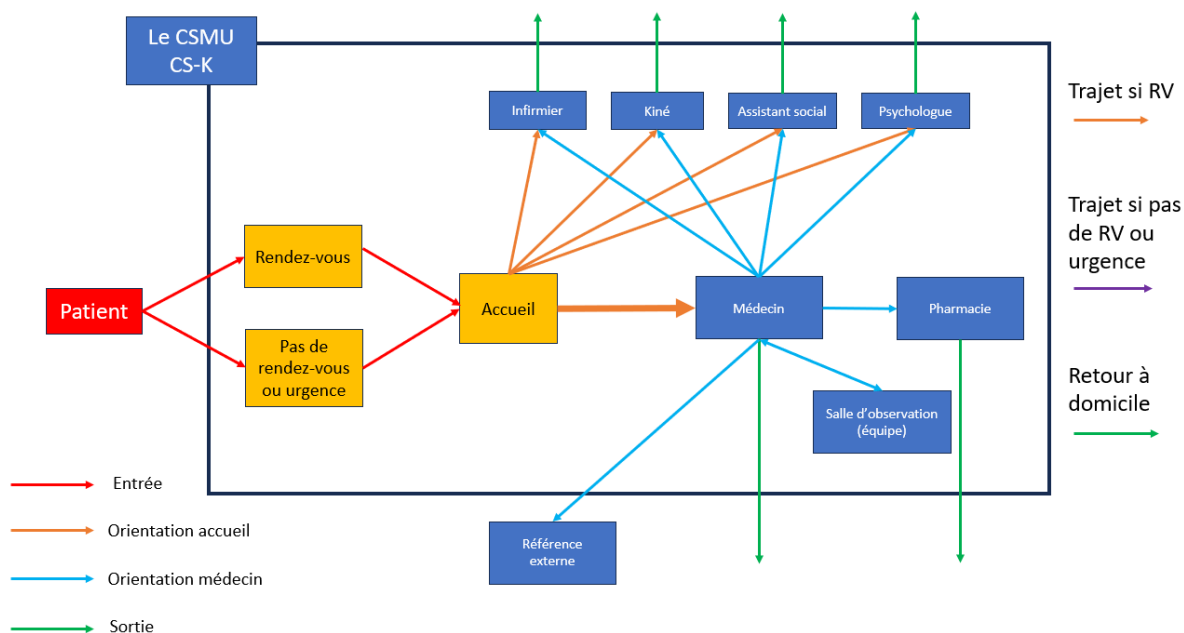 Le CSMU
CS-K
Infirmier
Kiné
Assistant social
Psychologue
Trajet si RV
Trajet si pas
de RV ou
urgence
Rendez-vous
Patient
Accueil
Médecin
Pharmacie
Pas de
rendez-vous
ou urgence
Retour à
domicile
Salle d'observation
(équipe)
Entrée
Orientation accueil
Référence
externe
Orientation médecin
Sortie